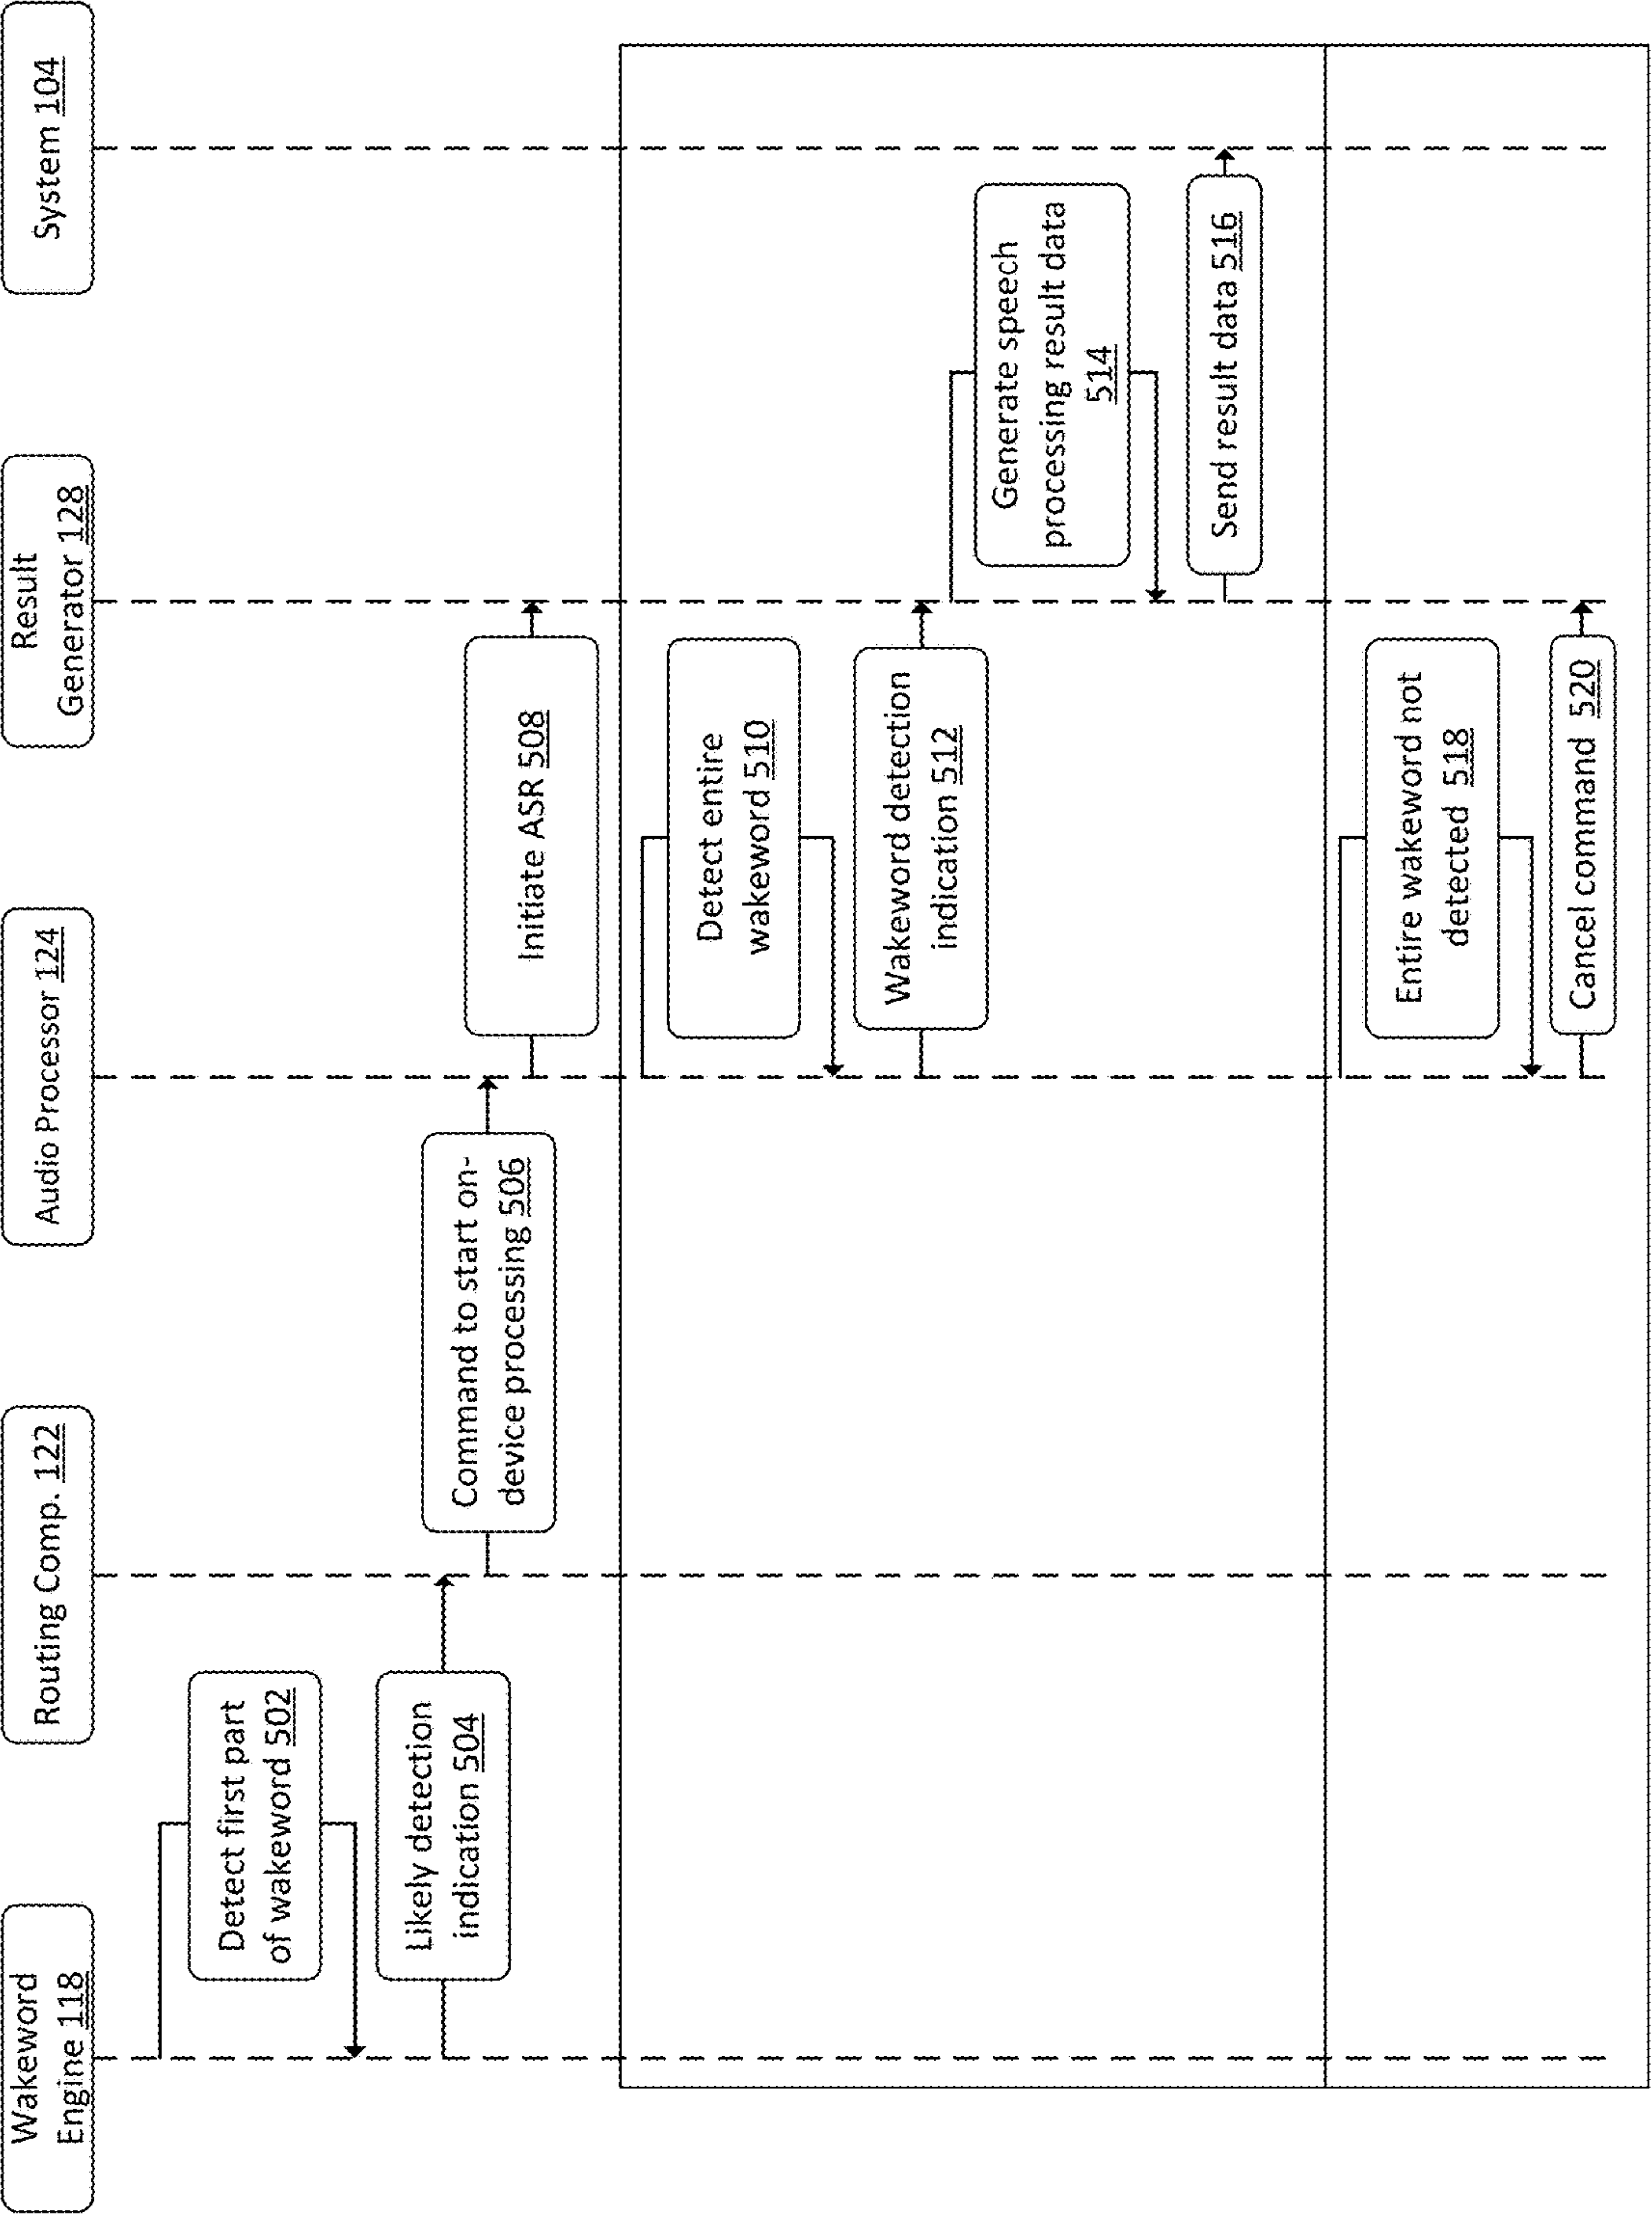 Wakeword
Engine 118
Routing Comp. 122
Audio Processor 124
Result
Generator 128
System 104
Detect first part
of wakeword 502
Likely detection
indication 504
Command to start on-
device processing 506
Initiate ASR 508
Detect entire
wakeword 510
Wakeword detection
indication 512
Generate speech
processing result data
514
Send result data 516
Entire wakeword not
detected 518
Cancel command 520